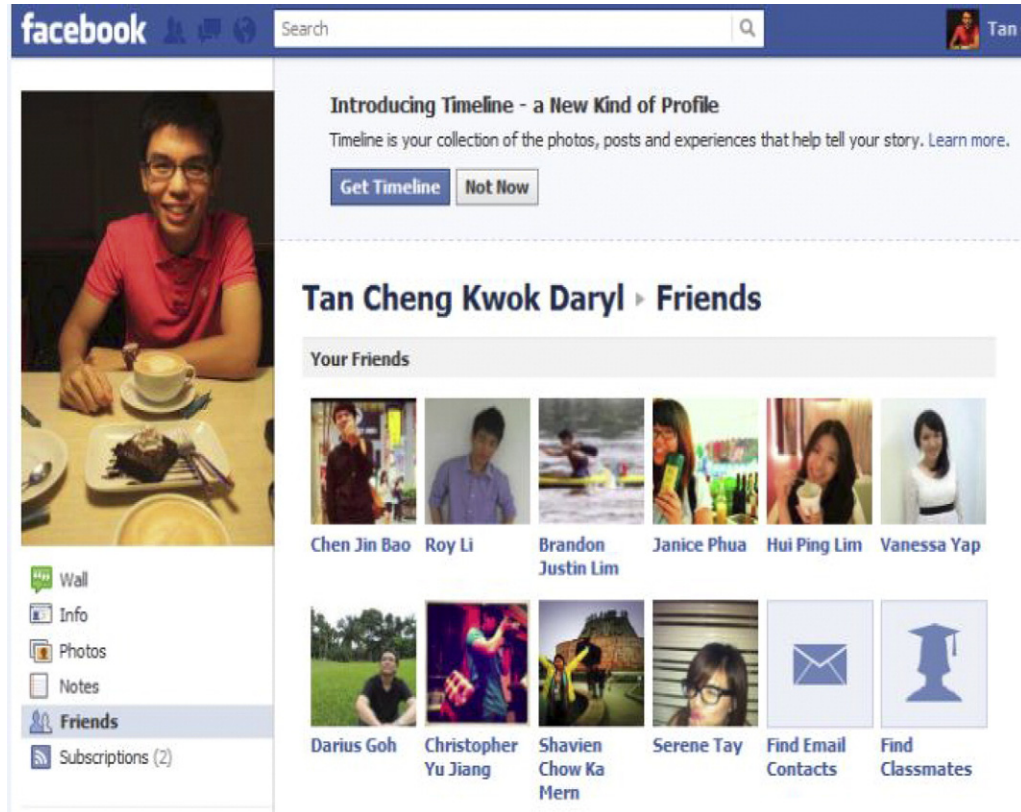 facebook
Search
Tan
Introducing Timeline - a New Kind of Profile
Timeline is your collection of the photos, posts and experiences that help tell your story. Learn more.
Get Timeline
Not Now
Tan Cheng Kwok Daryl ▸ Friends
Your Friends
Chen Jin Bao
Roy Li
Brandon
Justin Lim
Janice Phua
Hui Ping Lim
Vanessa Yap
Darius Goh
Christopher
Yu Jiang
Shavien
Chow Ka
Mern
Serene Tay
Find Email
Contacts
Find
Classmates
Wall
Info
Photos
Notes
Friends
Subscriptions (2)